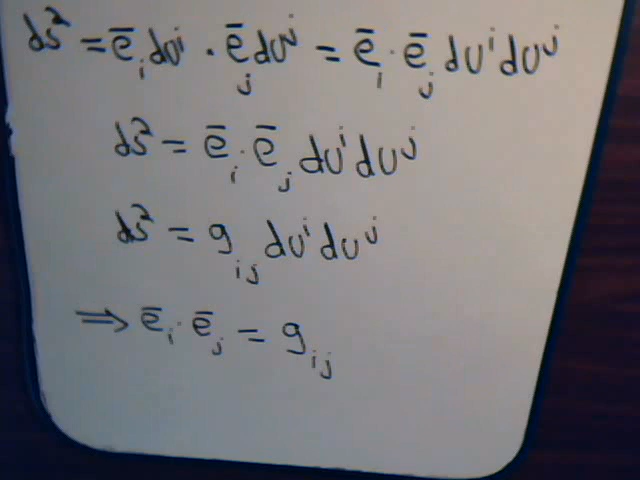 ds² = ē_i du^i · ē_j du^j = ē_i · ē_j du^i du^j
ds² = ē_i · ē_j du^i du^j
ds² = g_ij du^i du^j
⇒ ē_i · ē_j = g_ij